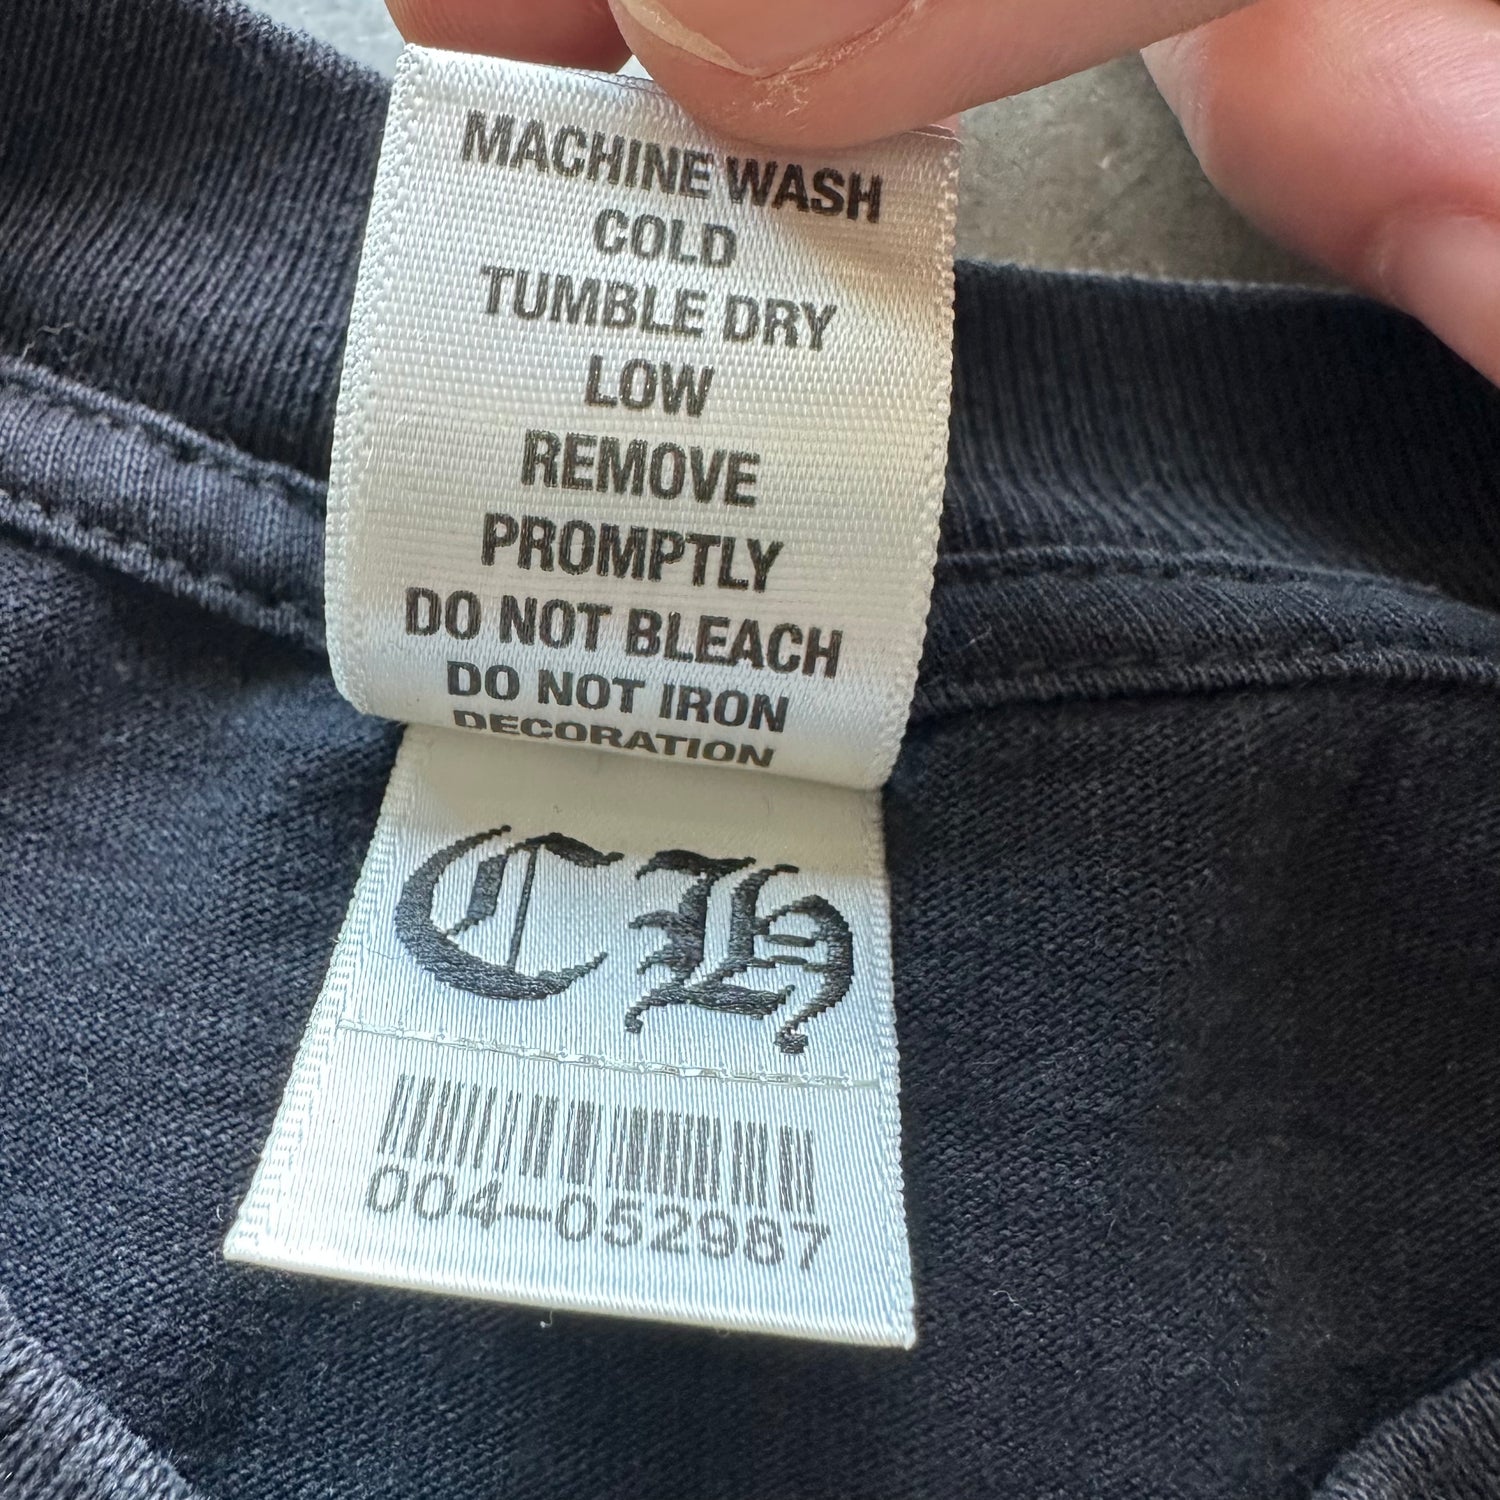 MACHINE WASH
COLD
TUMBLE DRY
LOW
REMOVE
PROMPTLY
DO NOT BLEACH
DO NOT IRON
DECORATION
CH
004-052987